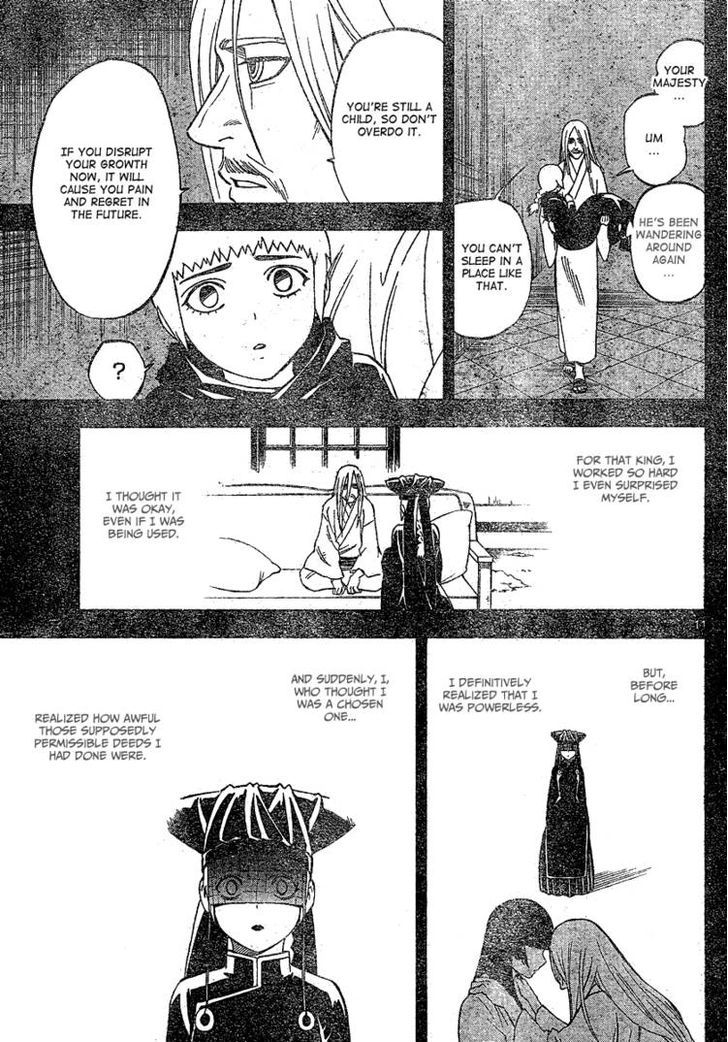 YOUR
MAJESTY
...
UM
...
HE'S BEEN
WANDERING
AROUND
AGAIN
...
YOU CAN'T
SLEEP IN A
PLACE LIKE
THAT.
YOU'RE STILL A
CHILD, SO DON'T
OVERDO IT.
IF YOU DISRUPT
YOUR GROWTH
NOW, IT WILL
CAUSE YOU PAIN
AND REGRET IN
THE FUTURE.
?
FOR THAT KING, I
WORKED SO HARD
I EVEN SURPRISED
MYSELF.
I THOUGHT IT
WAS OKAY,
EVEN IF I WAS
BEING USED.
11
BUT,
BEFORE
LONG...
I DEFINITIVELY
REALIZED THAT I
WAS POWERLESS.
AND SUDDENLY, I,
WHO THOUGHT I
WAS A CHOSEN
ONE...
REALIZED HOW AWFUL
THOSE SUPPOSEDLY
PERMISSIBLE DEEDS I
HAD DONE WERE.